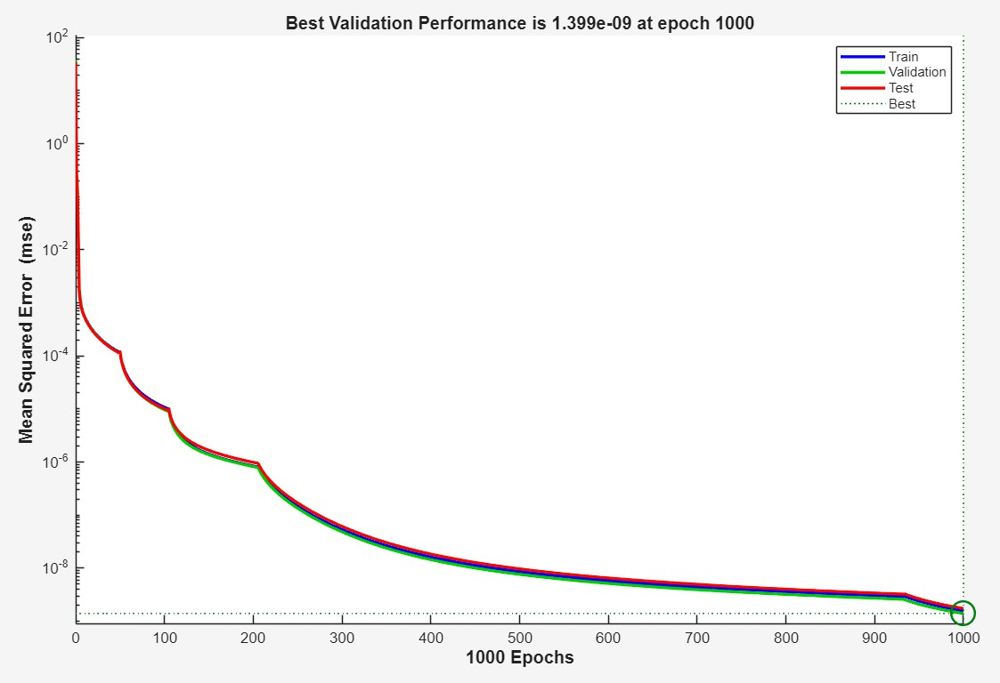 Best Validation Performance is 1.399e-09 at epoch 1000
Train
Validation
Test
Best
Mean Squared Error  (mse)
10^2
10^0
10^-2
10^-4
10^-6
10^-8
0 100 200 300 400 500 600 700 800 900 1000
1000 Epochs